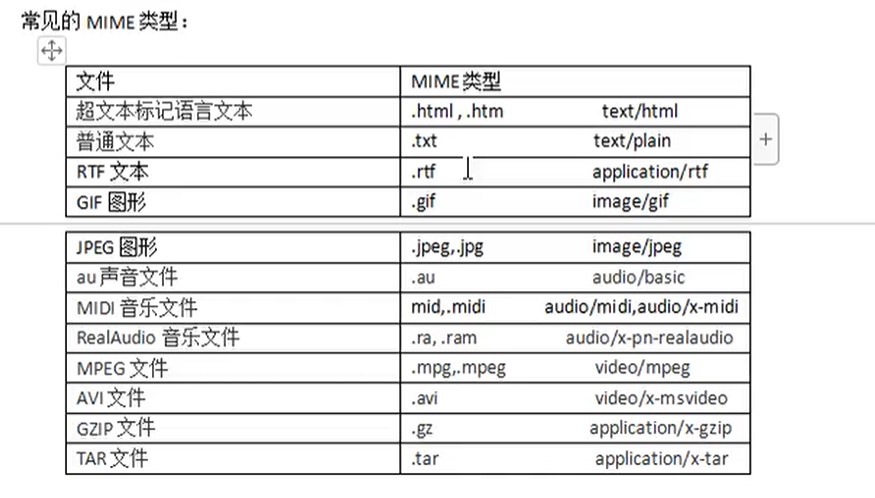 常见的 MIME 类型：
文件 MIME类型
超文本标记语言文本 .html , .htm text/html
普通文本 .txt text/plain
RTF 文本 .rtf application/rtf
GIF 图形 .gif image/gif
JPEG 图形 .jpeg,.jpg image/jpeg
au声音文件 .au audio/basic
MIDI 音乐文件 mid,.midi audio/midi,audio/x-midi
RealAudio 音乐文件 .ra, .ram audio/x-pn-realaudio
MPEG 文件 .mpg,.mpeg video/mpeg
AVI 文件 .avi video/x-msvideo
GZIP 文件 .gz application/x-gzip
TAR 文件 .tar application/x-tar